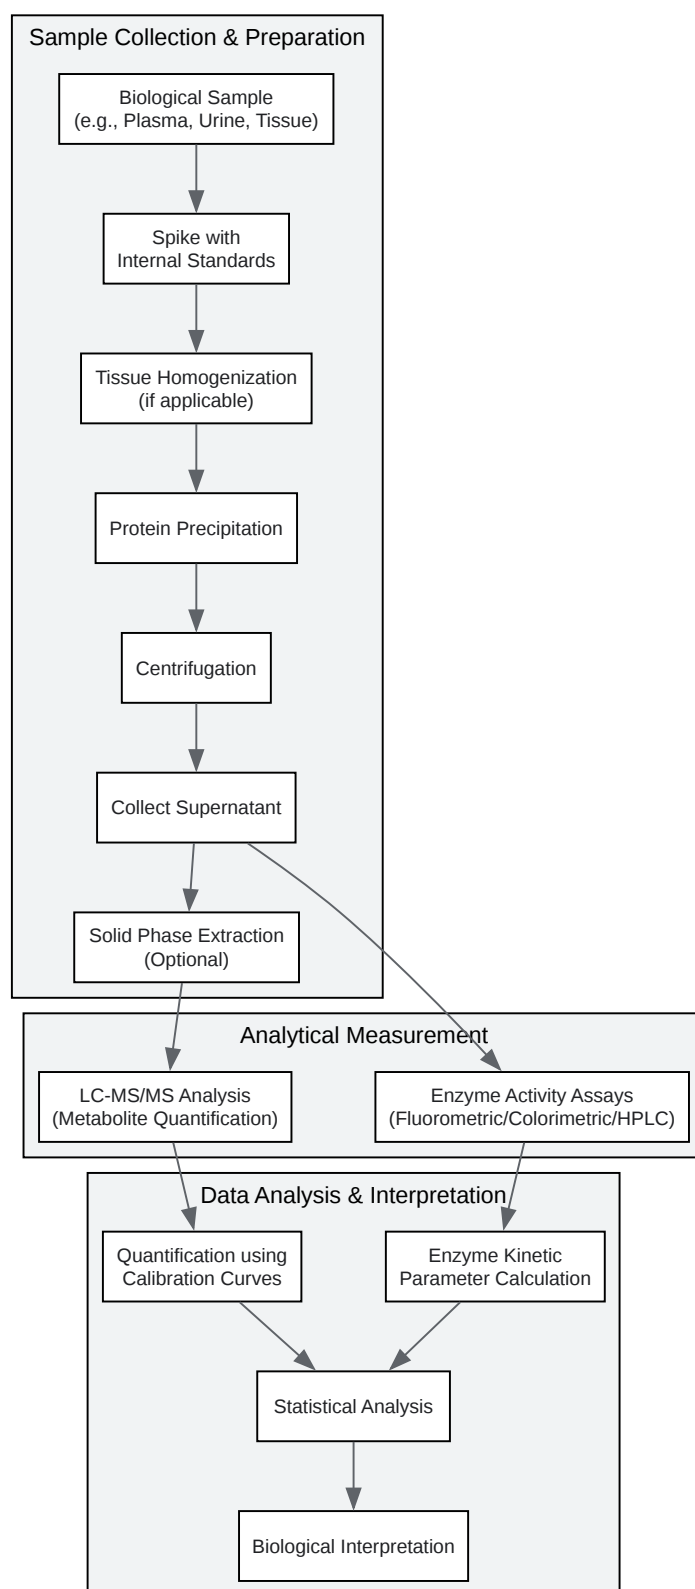 Sample Collection & Preparation
Biological Sample
(e.g., Plasma, Urine, Tissue)
Spike with
Internal Standards
Tissue Homogenization
(if applicable)
Protein Precipitation
Centrifugation
Collect Supernatant
Solid Phase Extraction
(Optional)
Analytical Measurement
LC-MS/MS Analysis
(Metabolite Quantification)
Enzyme Activity Assays
(Fluorometric/Colorimetric/HPLC)
Data Analysis & Interpretation
Quantification using
Calibration Curves
Enzyme Kinetic
Parameter Calculation
Statistical Analysis
Biological Interpretation